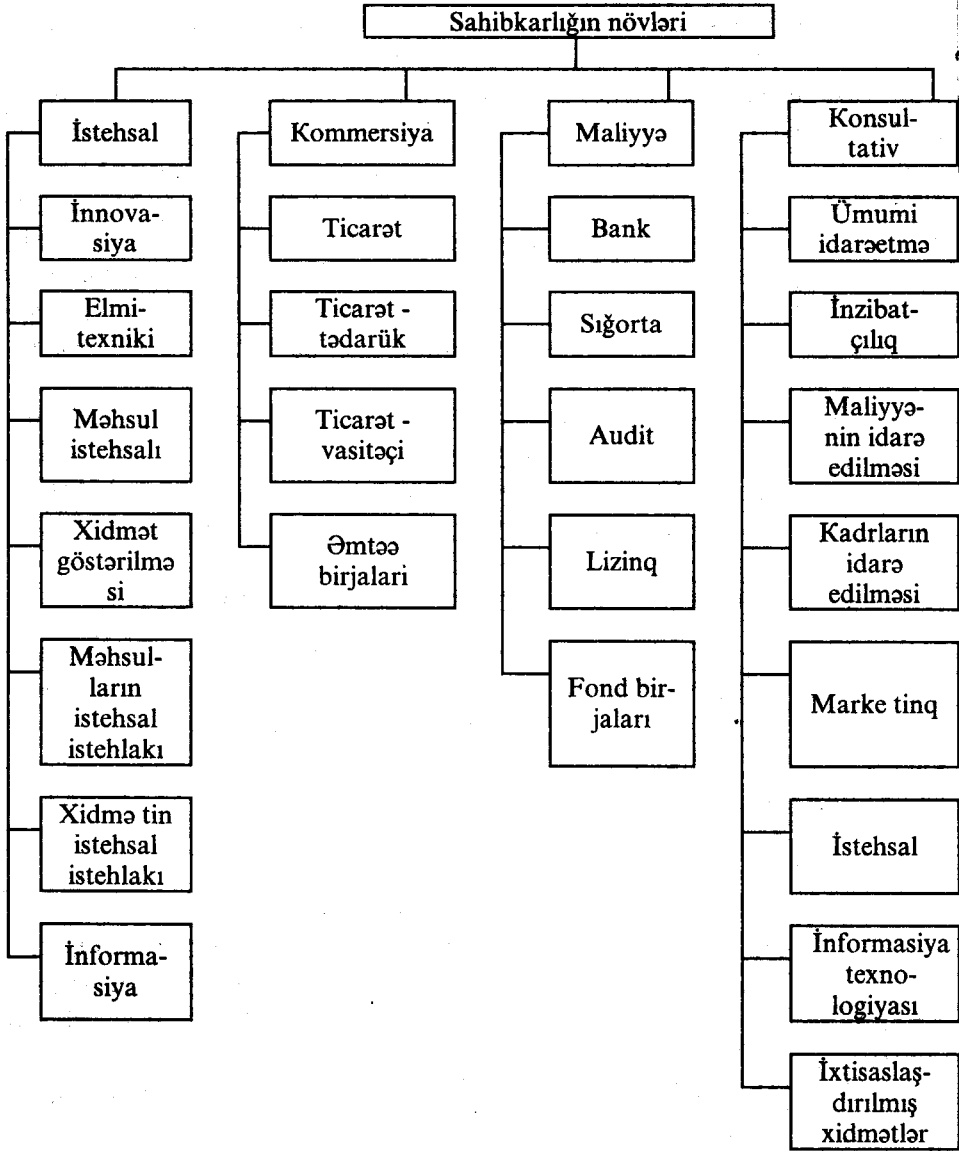 Sahibkarlığın növləri
İstehsal
İnnova-
siya
Elmi-
texniki
Məhsul
istehsalı
Xidmət
göstərilmə
si
Məhsul-
ların
istehsal
istehlakı
Xidmə tin
istehsal
istehlakı
İnforma-
siya
Kommersiya
Ticarət
Ticarət -
tədarük
Ticarət -
vasitəçi
Əmtəə
birjalari
Maliyyə
Bank
Sığorta
Audit
Lizinq
Fond bir-
jaları
Konsul-
tativ
Ümumi
idarəetmə
İnzibat-
çılıq
Maliyyə-
nin idarə
edilməsi
Kadrların
idarə
edilməsi
Marke tinq
İstehsal
İnformasiya
texno-
logiyası
İxtisaslaş-
dırılmış
xidmətlər